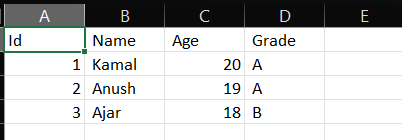 A B C D E
Id Name Age Grade
1 Kamal 20 A
2 Anush 19 A
3 Ajar 18 B